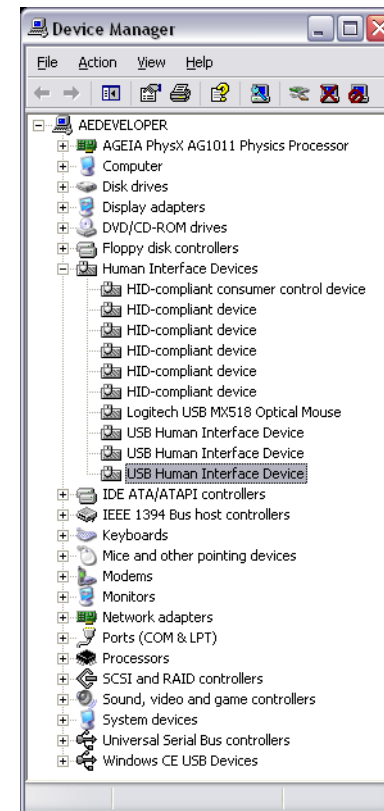 Device Manager
File Action View Help
AEDEVELOPER
AGEIA PhysX AG1011 Physics Processor
Computer
Disk drives
Display adapters
DVD/CD-ROM drives
Floppy disk controllers
Human Interface Devices
HID-compliant consumer control device
HID-compliant device
HID-compliant device
HID-compliant device
HID-compliant device
HID-compliant device
Logitech USB MX518 Optical Mouse
USB Human Interface Device
USB Human Interface Device
USB Human Interface Device
IDE ATA/ATAPI controllers
IEEE 1394 Bus host controllers
Keyboards
Mice and other pointing devices
Modems
Monitors
Network adapters
Ports (COM & LPT)
Processors
SCSI and RAID controllers
Sound, video and game controllers
System devices
Universal Serial Bus controllers
Windows CE USB Devices